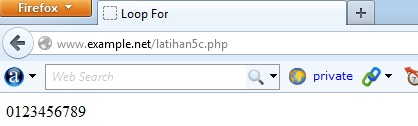 Firefox
Loop For
www.example.net/latihan5c.php
a Web Search private
0123456789